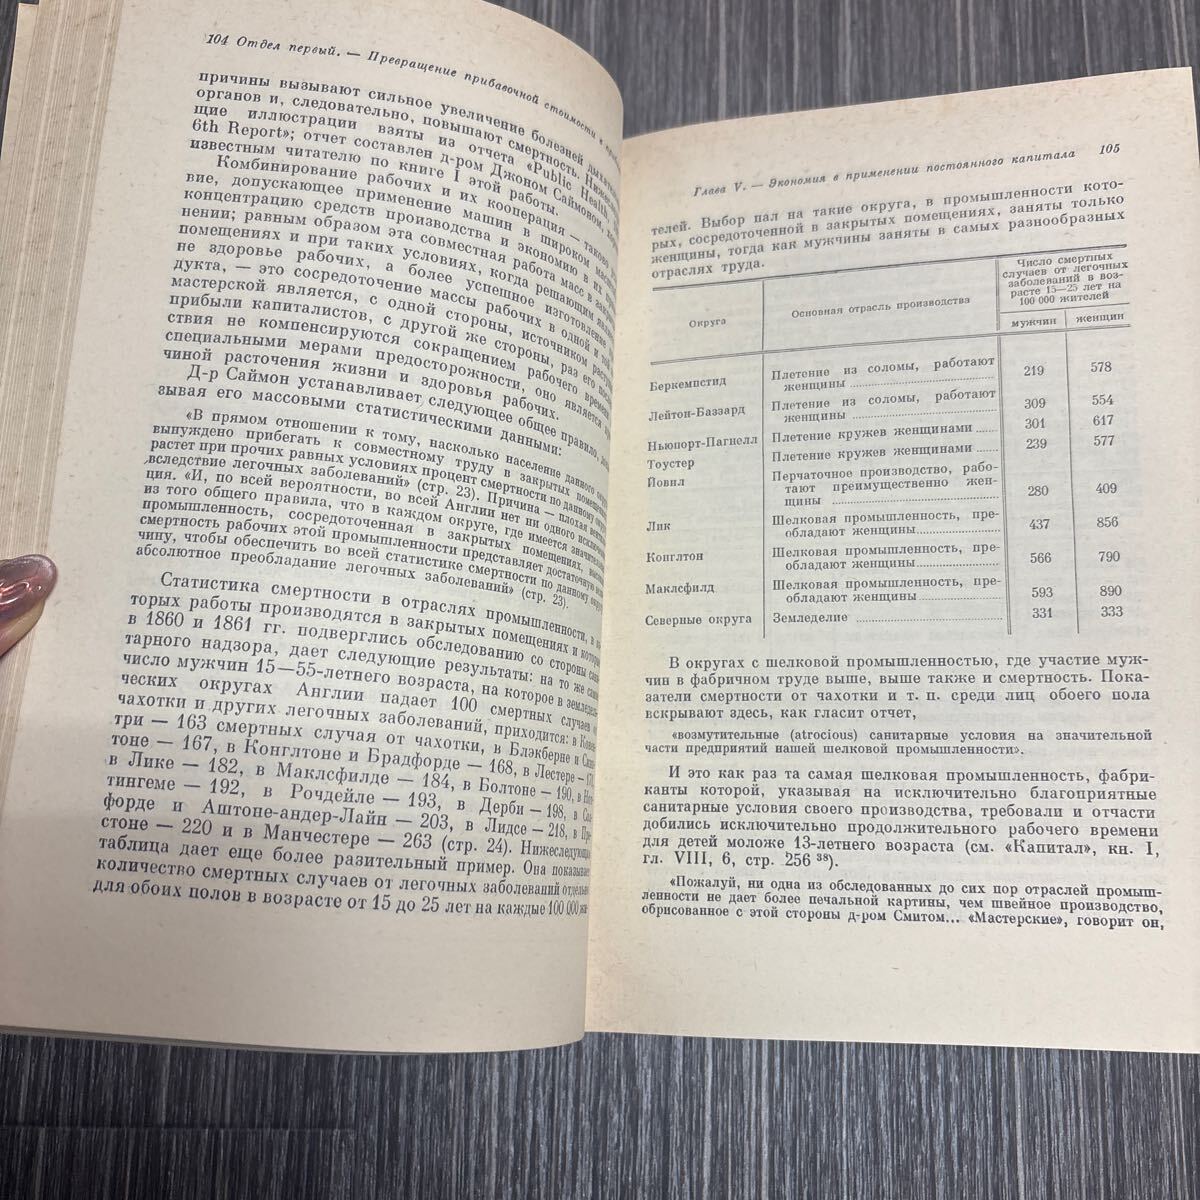 104 Отдел первый. — Превращение прибавочной стоимости в
причины вызывают сильное увеличение болезней
органов и, следовательно, повышают смертность.
щие иллюстрации взяты из отчета «Public Health,
6th Report»; отчет составлен д-ром Джоном Саймоном,
известным читателю по книге I этой работы.
Комбинирование рабочих и их кооперация —
вие, допускающее применение машин в широком
концентрацию средств производства и экономию в их
нении; равным образом эта совместная работа масс в
помещениях и при таких условиях, когда решающим
не здоровье рабочих, а более успешное изготовление
дукта, — это сосредоточение массы рабочих в одной и той
мастерской является, с одной стороны, источником
прибыли капиталистов, с другой же стороны, раз его
ствия не компенсируются сокращением рабочего времени
специальными мерами предосторожности, оно является
чиной расточения жизни и здоровья рабочих.
Д-р Саймон устанавливает следующее общее правило,
зывая его массовыми статистическими данными:
«В прямом отношении к тому, насколько население данного
вынуждено прибегать к совместному труду в закрытых
растет при прочих равных условиях процент смертности по данному
вследствие легочных заболеваний» (стр. 23). Причина — плохая
ция. «И, по всей вероятности, во всей Англии нет ни одного
из того общего правила, что в каждом округе, где имеется
промышленность, сосредоточенная в закрытых помещениях,
смертность рабочих этой промышленности представляет достаточную
чину, чтобы обеспечить во всей статистике смертности по данному
абсолютное преобладание легочных заболеваний» (стр. 23).
Статистика смертности в отраслях промышленности, в
торых работы производятся в закрытых помещениях и которые
в 1860 и 1861 гг. подверглись обследованию со стороны
тарного надзора, дает следующие результаты: на то же самое
число мужчин 15—55-летнего возраста, на которое в
ческих округах Англии падает 100 смертных случаев от
чахотки и других легочных заболеваний, приходится: в
три — 163 смертных случая от чахотки, в Блэкберне и
тоне — 167, в Конглтоне и Брадфорде — 168, в Лестере —
в Лике — 182, в Маклсфилде — 184, в Болтоне — 190, в Нот-
тингеме — 192, в Рочдейле — 193, в Дерби — 198, в Сол-
форде и Аштоне-андер-Лайн — 203, в Лидсе — 218, в Пре-
стоне — 220 и в Манчестере — 263 (стр. 24). Нижеследующая
таблица дает еще более разительный пример. Она показывает
количество смертных случаев от легочных заболеваний отдельно
для обоих полов в возрасте от 15 до 25 лет на каждые 100 000
Глава V. — Экономия в применении постоянного капитала 105
телей. Выбор пал на такие округа, в промышленности кото-
рых, сосредоточенной в закрытых помещениях, заняты только
женщины, тогда как мужчины заняты в самых разнообразных
отраслях труда.
Округа Основная отрасль производства Число смертных
случаев от легочных
заболеваний в воз-
расте 15—25 лет на
100 000 жителей
мужчин женщин
Беркемпстид Плетение из соломы, работают
женщины 219 578
Лейтон-Баззард Плетение из соломы, работают
женщины 309 554
Ньюпорт-Пагнелл Плетение кружев женщинами 301 617
Тоустер Плетение кружев женщинами 239 577
Йовил Перчаточное производство, рабо-
тают преимущественно жен-
щины 280 409
Лик Шелковая промышленность, пре-
обладают женщины 437 856
Конглтон Шелковая промышленность, пре-
обладают женщины 566 790
Маклсфилд Шелковая промышленность, пре-
обладают женщины 593 890
Северные округа Земледелие 331 333
В округах с шелковой промышленностью, где участие муж-
чин в фабричном труде выше, выше также и смертность. Пока-
затели смертности от чахотки и т. п. среди лиц обоего пола
вскрывают здесь, как гласит отчет,
«возмутительные (atrocious) санитарные условия на значительной
части предприятий нашей шелковой промышленности».
И это как раз та самая шелковая промышленность, фабри-
канты которой, указывая на исключительно благоприятные
санитарные условия своего производства, требовали и отчасти
добились исключительно продолжительного рабочего времени
для детей моложе 13-летнего возраста (см. «Капитал», кн. I,
гл. VIII, 6, стр. 256 ³⁸).
«Пожалуй, ни одна из обследованных до сих пор отраслей промыш-
ленности не дает более печальной картины, чем швейное производство,
обрисованное с этой стороны д-ром Смитом... «Мастерские», говорит он,